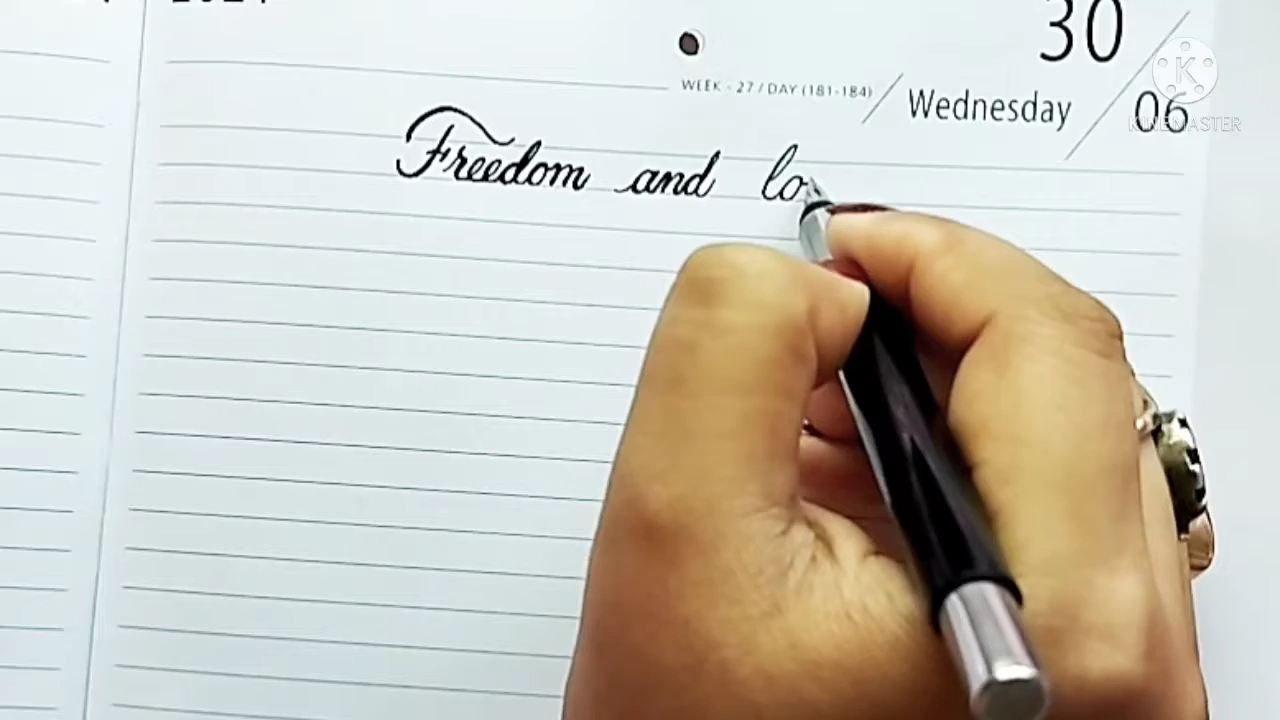 30
WEEK - 27 / DAY (181-184)
Wednesday
06
KINEMASTER
Freedom and lo